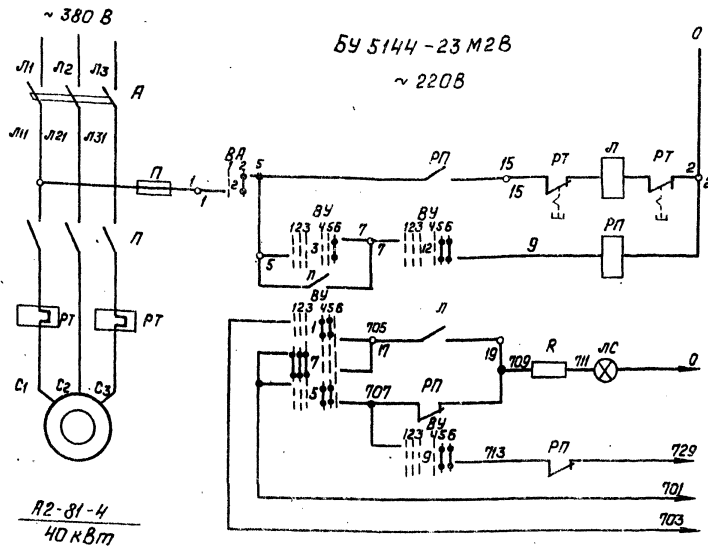 ~ 380 В
БУ 5144-23 М2В
~ 220В
0
Л1 Л2 Л3
А
Л11 Л21 Л31
П
1
1
ВА
1 2
2
5
РП
15
15
РТ
Л
РТ
2
2
ВУ
123 456
3
5
7
7
ВУ
123 456
12
9
РП
Л
Л
РТ
РТ
ВУ
123 456
1
705
17
Л
19
709
R
711
ЛС
0
7
5
707
РП
ВУ
123 456
9
713
РП
729
701
703
С1 С2 С3
А2-81-4
40 кВт